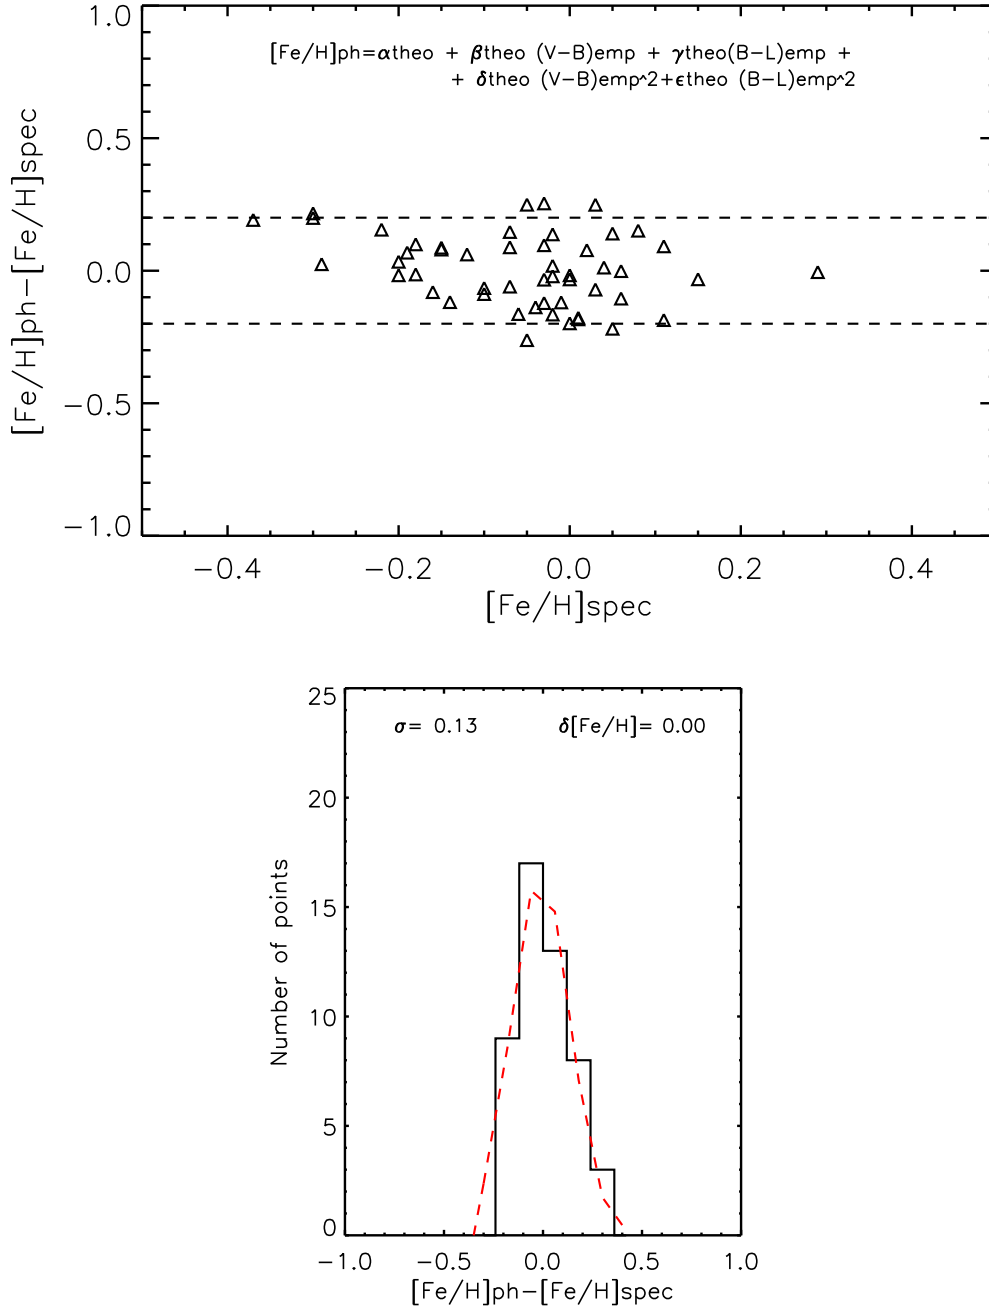 [Fe/H]ph=αtheo + βtheo (V−B)emp + γtheo(B−L)emp +
+ δtheo (V−B)emp^2+ϵtheo (B−L)emp^2
1.0
0.5
0.0
−0.5
−1.0
[Fe/H]ph−[Fe/H]spec
−0.4 −0.2 0.0 0.2 0.4
[Fe/H]spec
σ= 0.13 δ[Fe/H]= 0.00
25
20
15
10
5
0
Number of points
−1.0 −0.5 0.0 0.5 1.0
[Fe/H]ph−[Fe/H]spec